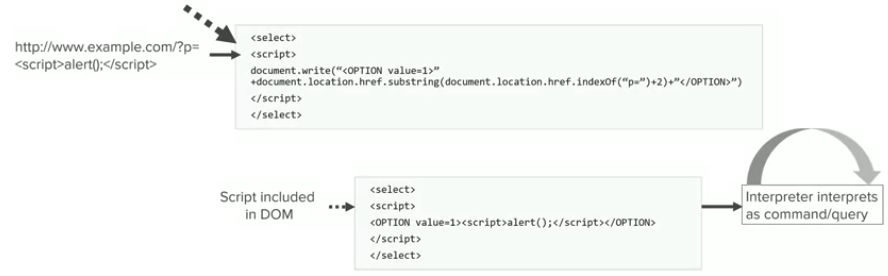 http://www.example.com/?p=
<script>alert();</script>
<select>
<script>
document.write(“<OPTION value=1>”
+document.location.href.substring(document.location.href.indexOf(“p=”)+2)+”</OPTION>”)
</script>
</select>
Script included
in DOM
<select>
<script>
<OPTION value=1><script>alert();</script></OPTION>
</script>
</select>
Interpreter interprets
as command/query